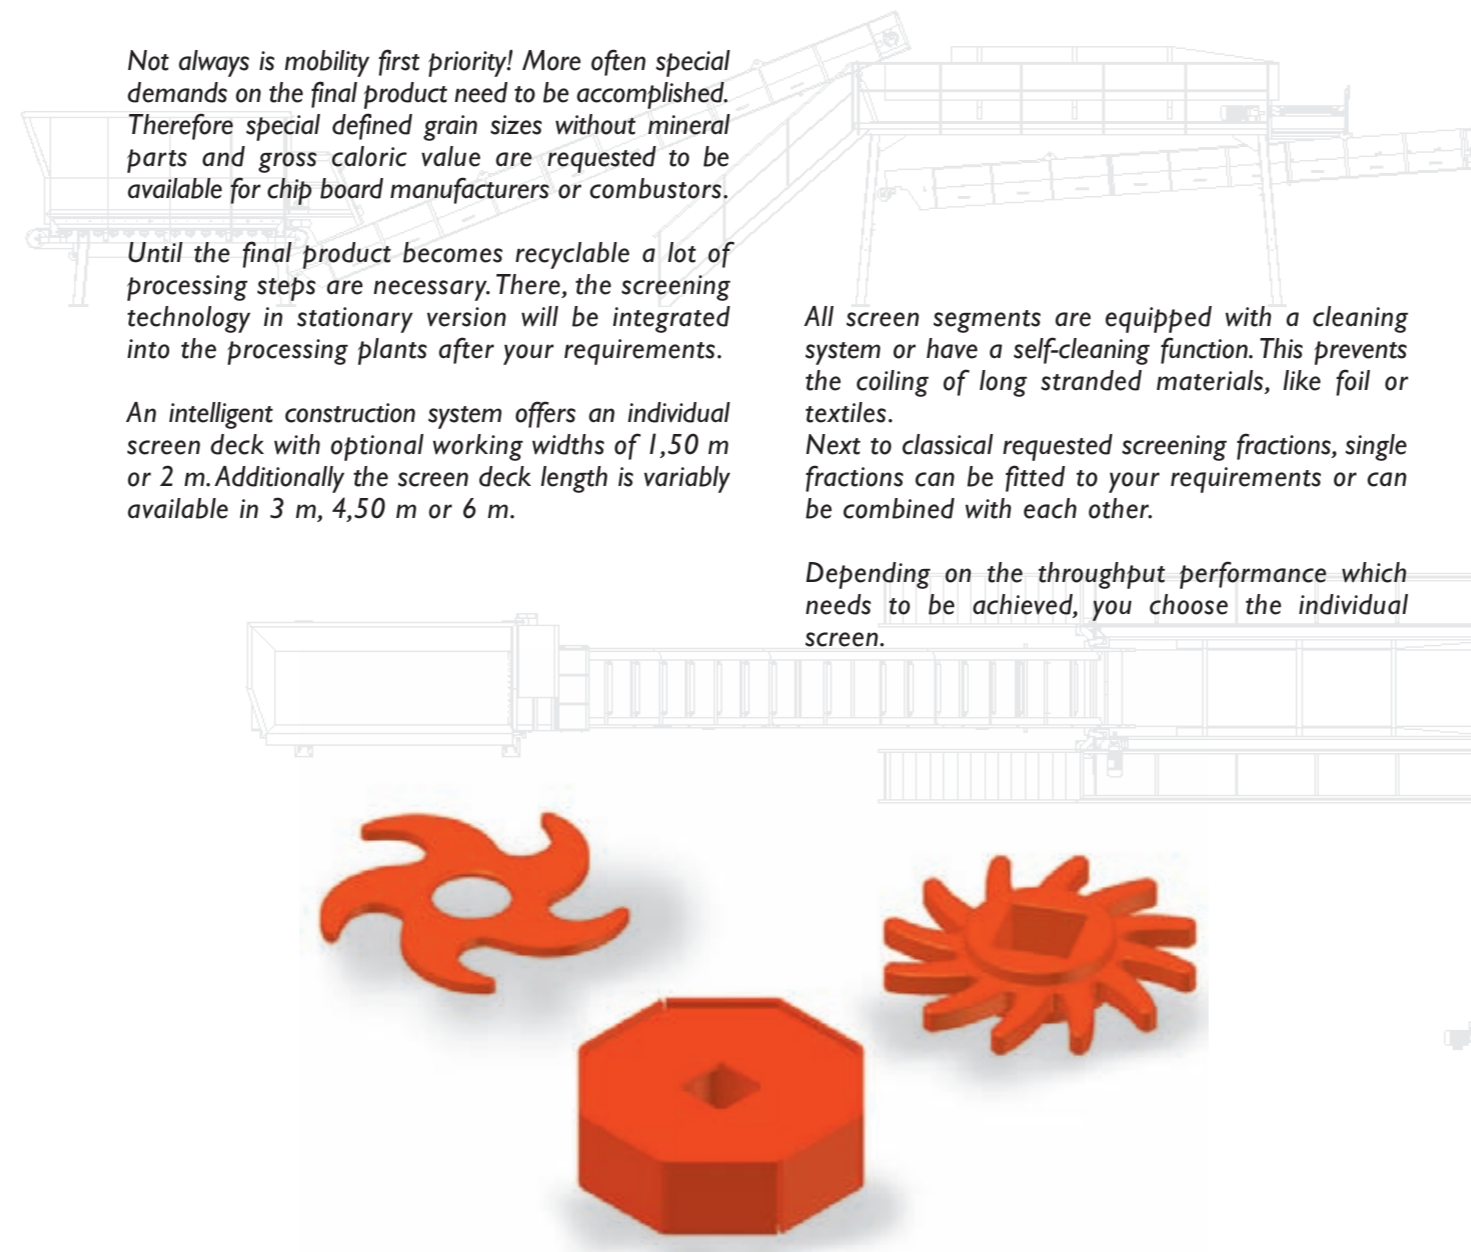 Not always is mobility first priority! More often special
demands on the final product need to be accomplished.
Therefore special defined grain sizes without mineral
parts and gross caloric value are requested to be
available for chip board manufacturers or combustors.
Until the final product becomes recyclable a lot of
processing steps are necessary. There, the screening
technology in stationary version will be integrated
into the processing plants after your requirements.
An intelligent construction system offers an individual
screen deck with optional working widths of 1,50 m
or 2 m. Additionally the screen deck length is variably
available in 3 m, 4,50 m or 6 m.
All screen segments are equipped with a cleaning
system or have a self-cleaning function. This prevents
the coiling of long stranded materials, like foil or
textiles.
Next to classical requested screening fractions, single
fractions can be fitted to your requirements or can
be combined with each other.
Depending on the throughput performance which
needs to be achieved, you choose the individual
screen.